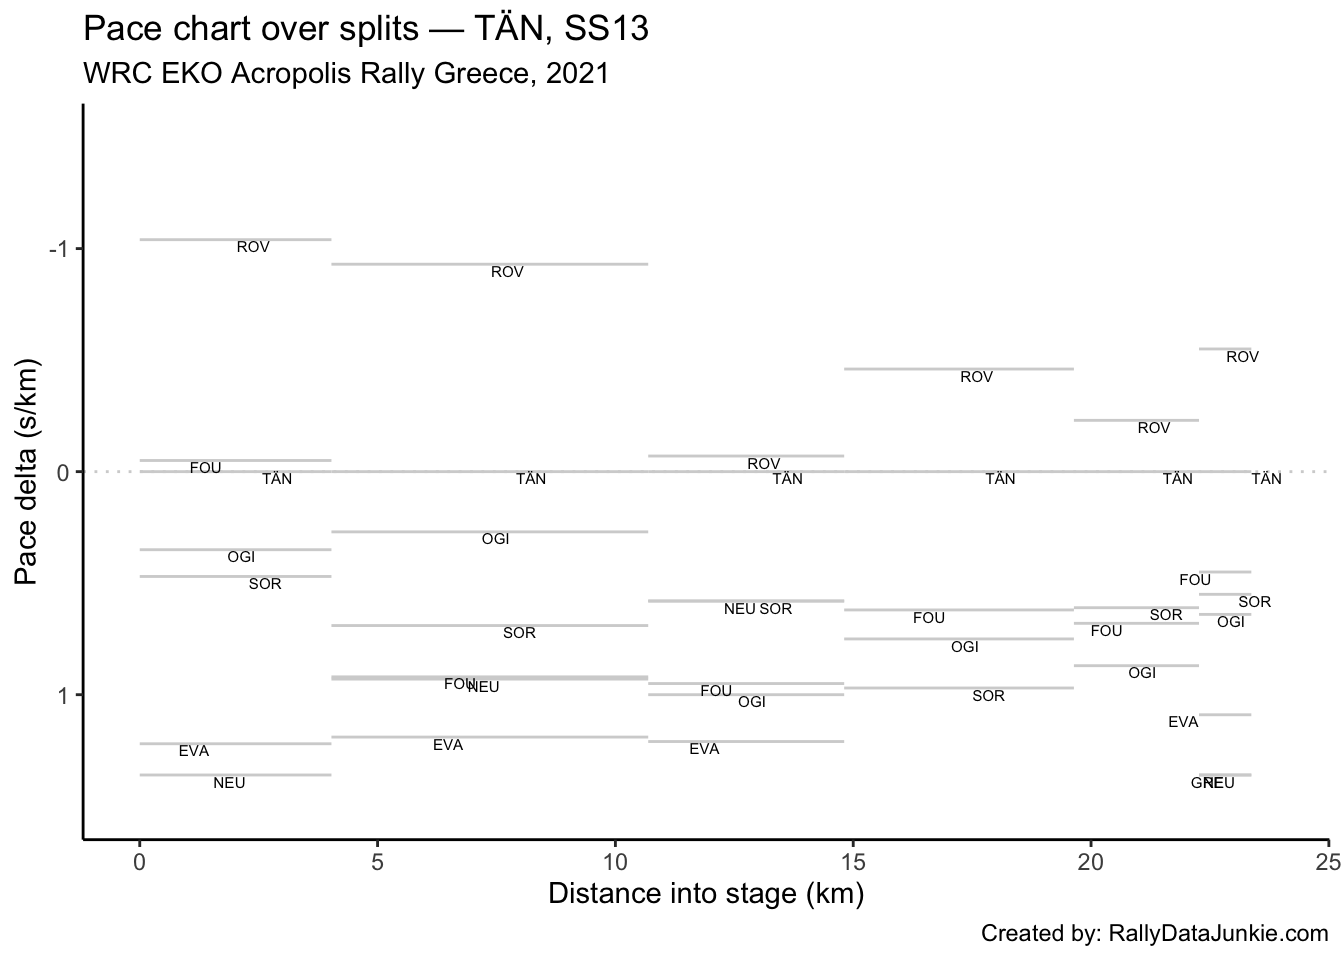 Pace chart over splits — TÄN, SS13
WRC EKO Acropolis Rally Greece, 2021
Pace delta (s/km)
-1
0
1
ROV
ROV
ROV
ROV
ROV
ROV
FOU
TÄN
TÄN
TÄN
TÄN
TÄN
TÄN
OGI
OGI
SOR
FOU
NEU SOR
SOR
FOU
SOR
OGI
SOR
FOU
OGI
FOU
NEU
FOU
OGI
SOR
OGI
EVA
EVA
EVA
EVA
NEU
GRE
NEU
0
5
10
15
20
25
Distance into stage (km)
Created by: RallyDataJunkie.com